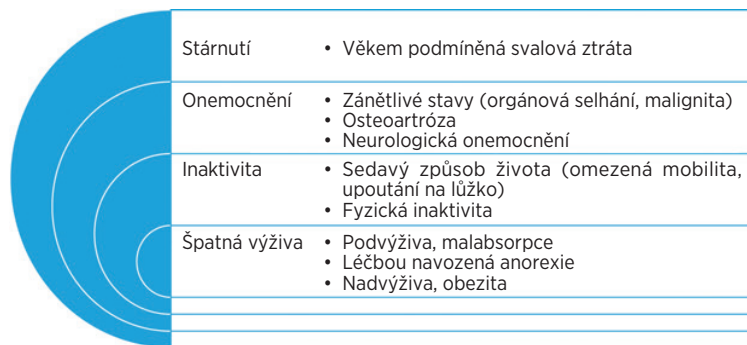 Stárnutí • Věkem podmíněná svalová ztráta
Onemocnění • Zánětlivé stavy (orgánová selhání, malignita)
• Osteoartróza
• Neurologická onemocnění
Inaktivita • Sedavý způsob života (omezená mobilita,
upoutání na lůžko)
• Fyzická inaktivita
Špatná výživa • Podvýživa, malabsorpce
• Léčbou navozená anorexie
• Nadvýživa, obezita